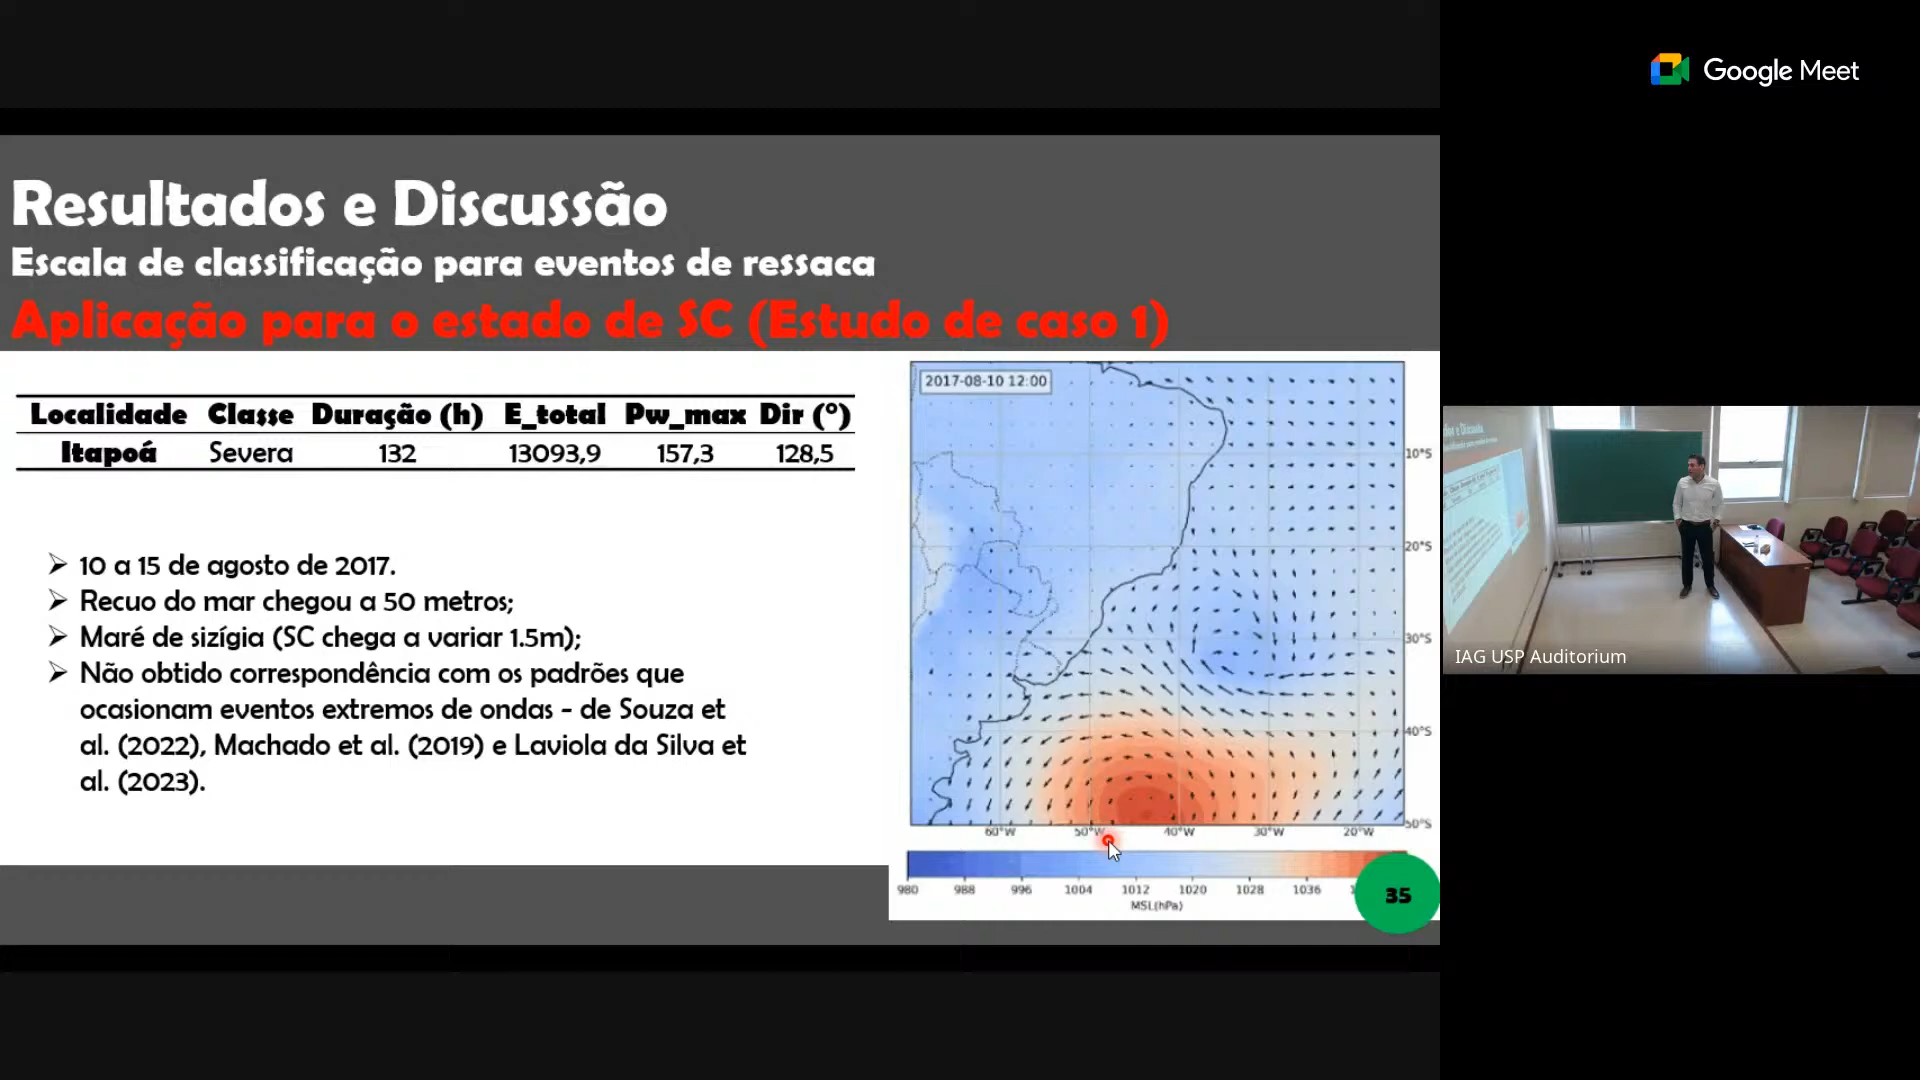 Google Meet
Resultados e Discussão
Escala de classificação para eventos de ressaca
Aplicação para o estado de SC (Estudo de caso 1)
Localidade Classe Duração (h) E_total Pw_max Dir (°)
Itapoá Severa 132 13093,9 157,3 128,5
10 a 15 de agosto de 2017.
Recuo do mar chegou a 50 metros;
Maré de sizígia (SC chega a variar 1.5m);
Não obtido correspondência com os padrões que
ocasionam eventos extremos de ondas - de Souza et
al. (2022), Machado et al. (2019) e Laviola da Silva et
al. (2023).
2017-08-10 12:00
10°S
20°S
30°S
40°S
50°S
60°W 50°W 40°W 30°W 20°W
980 988 996 1004 1012 1020 1028 1036
MSL(hPa)
35
IAG USP Auditorium